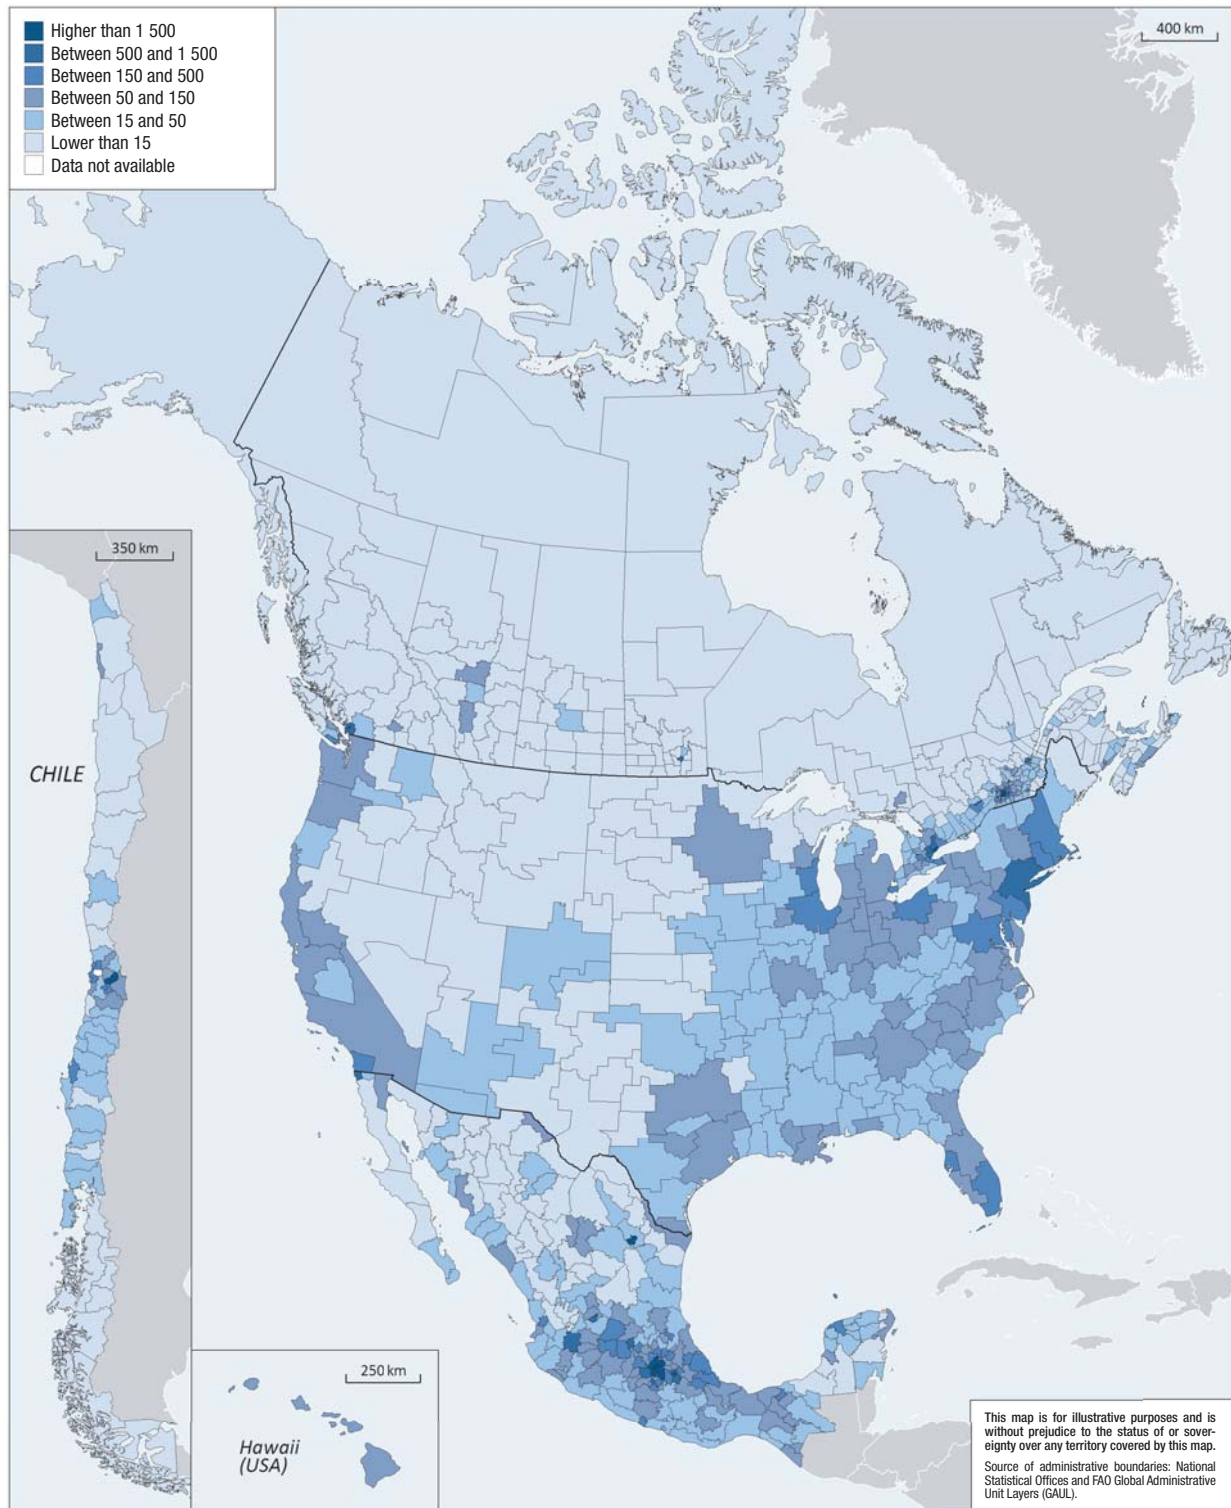 Higher than 1 500
Between 500 and 1 500
Between 150 and 500
Between 50 and 150
Between 15 and 50
Lower than 15
Data not available
400 km
350 km
CHILE
250 km
Hawaii
(USA)
This map is for illustrative purposes and is
without prejudice to the status of or sover-
eignty over any territory covered by this map.
Source of administrative boundaries: National
Statistical Offices and FAO Global Administrative
Unit Layers (GAUL).